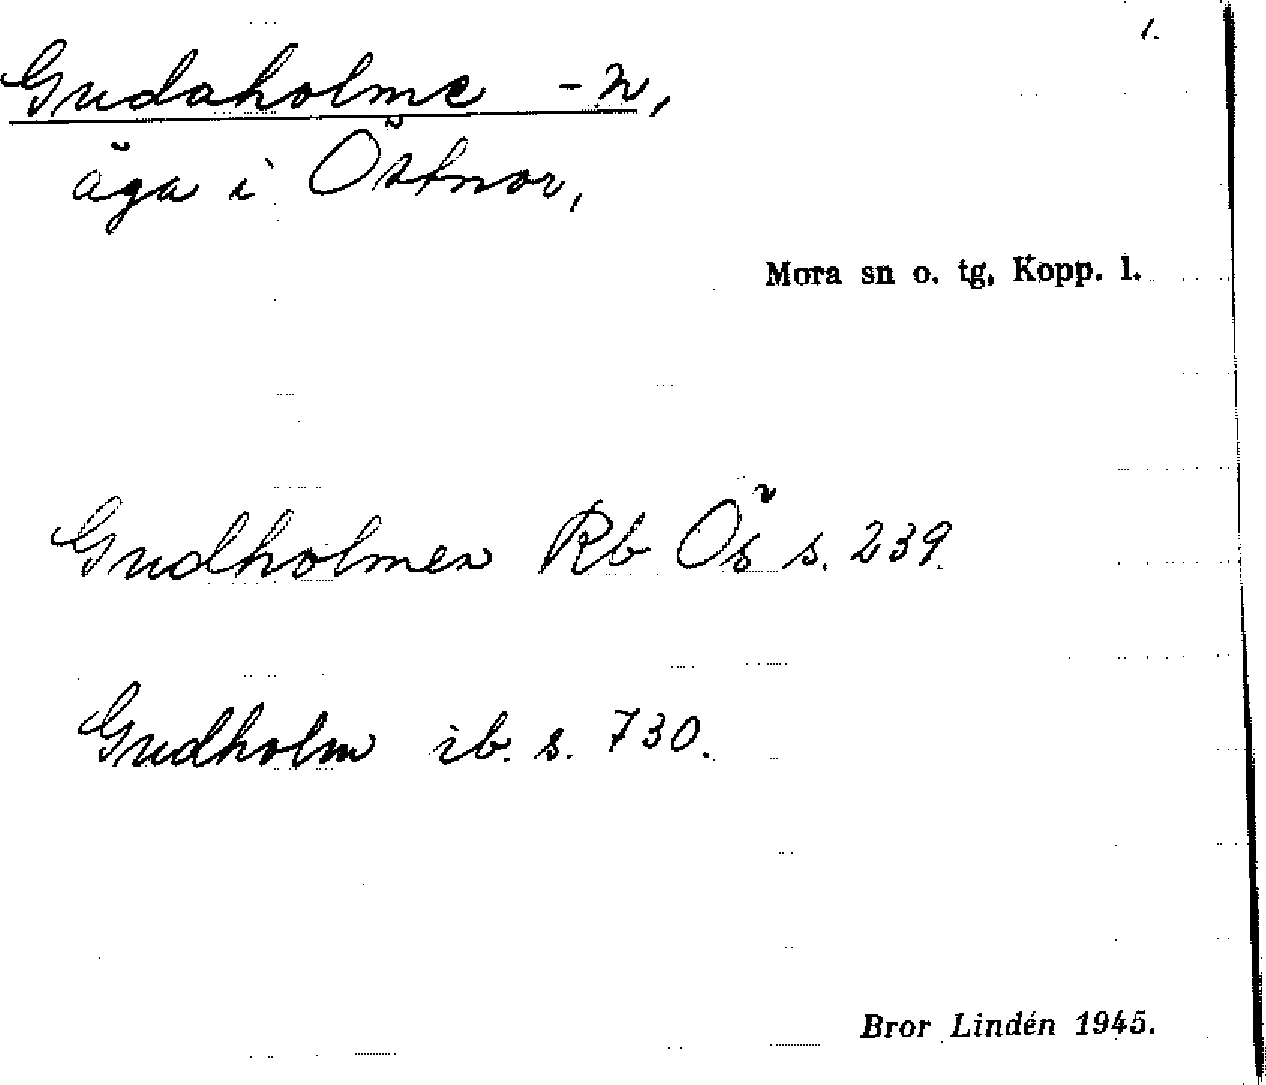 1.
Gudaholme -n,
äga i Östnor,
Mora sn o. tg, Kopp. l.
Gudholmen Rb Ös s. 239.
Gudholm ib. s. 730.
Bror Lindén 1945.